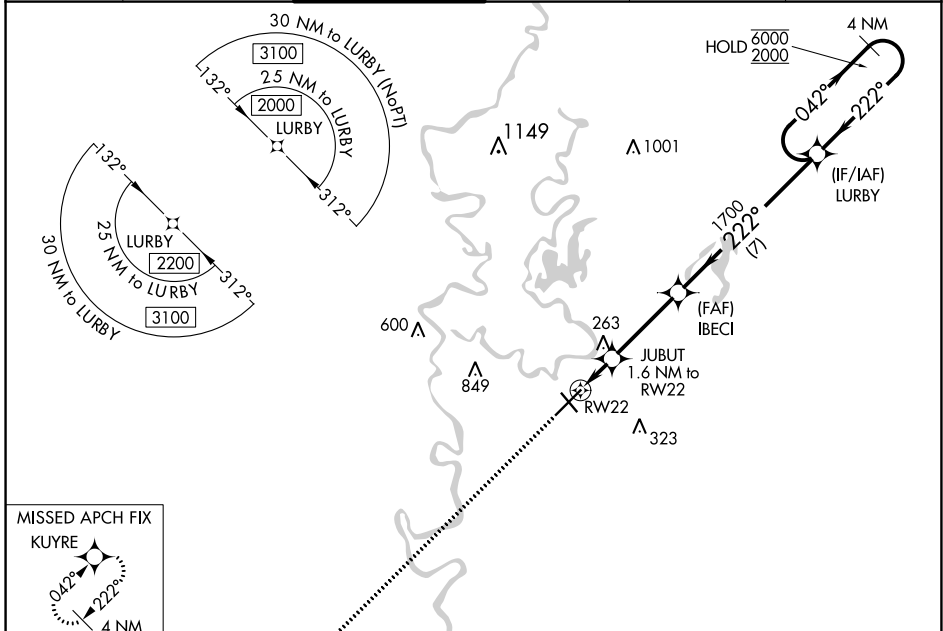 30 NM to LURBY (NoPT)
3100
25 NM to LURBY
2000
132°
LURBY
312°
132°
LURBY
25 NM to LURBY
2200
312°
30 NM to LURBY
3100
4 NM
HOLD 6000
2000
042°
222°
(IF/IAF)
LURBY
1149
1001
1700
222°
(7)
(FAF)
IBECI
600
263
JUBUT
1.6 NM to
RW22
849
RW22
323
MISSED APCH FIX
KUYRE
042°
222°
4 NM